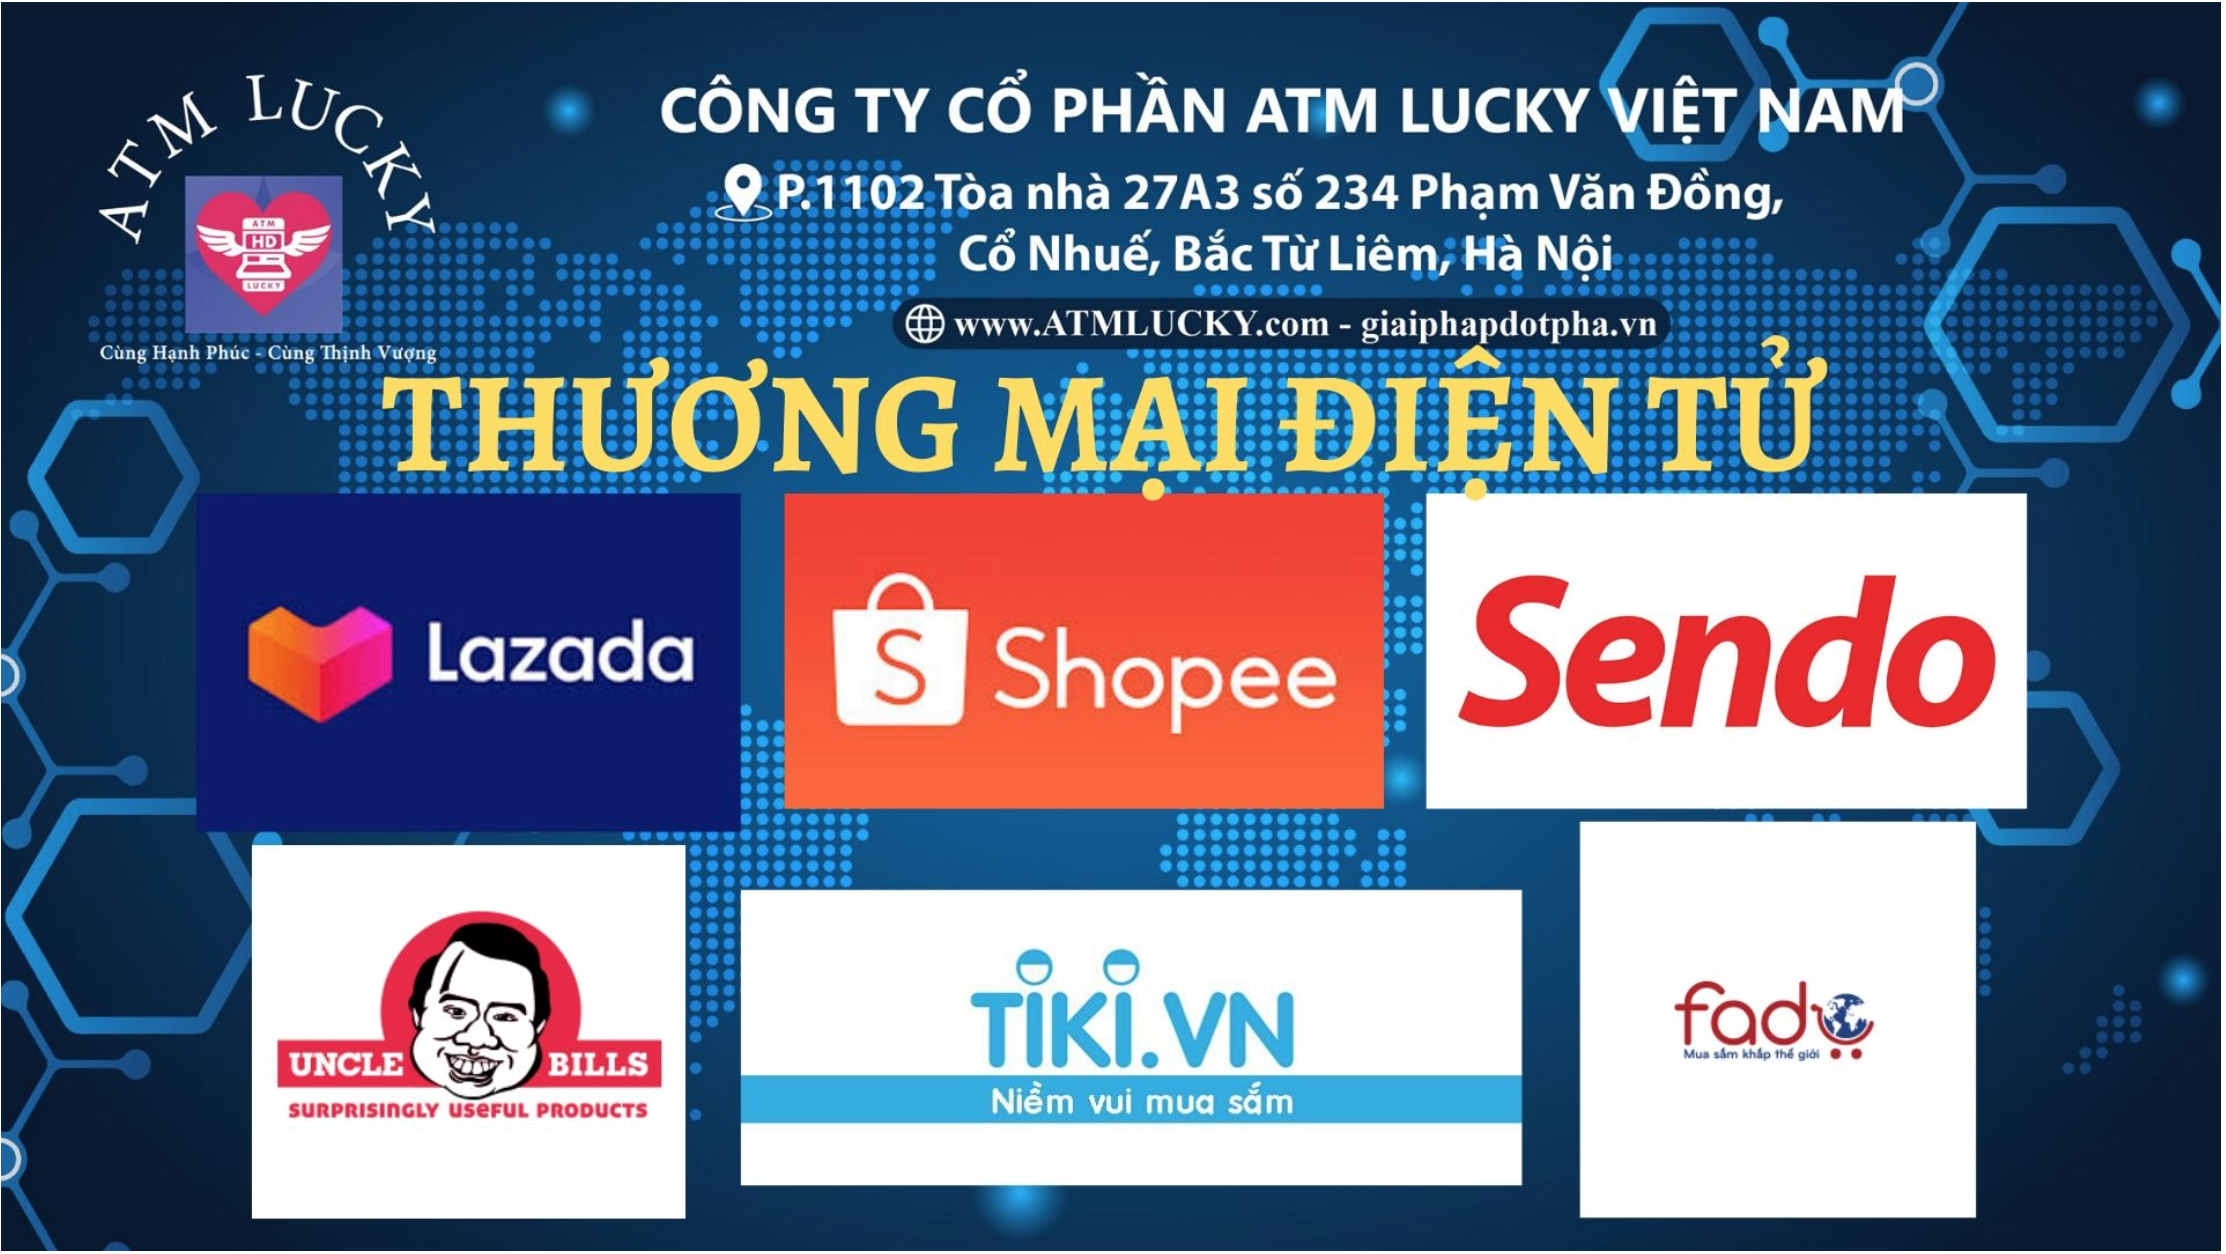 ATM LUCKY
CÔNG TY CỔ PHẦN ATM LUCKY VIỆT NAM
P.1102 Tòa nhà 27A3 số 234 Phạm Văn Đồng,
Cổ Nhuế, Bắc Từ Liêm, Hà Nội
ATM
HD
LUCKY
www.ATMLUCKY.com - giaiphapdotpha.vn
Cùng Hạnh Phúc - Cùng Thịnh Vượng
THƯƠNG MẠI ĐIỆN TỬ
Lazada
S Shopee
Sendo
UNCLE BILLS
SURPRISINGLY USEFUL PRODUCTS
TIKI.VN
Niềm vui mua sắm
fado
Mua sắm khắp thế giới